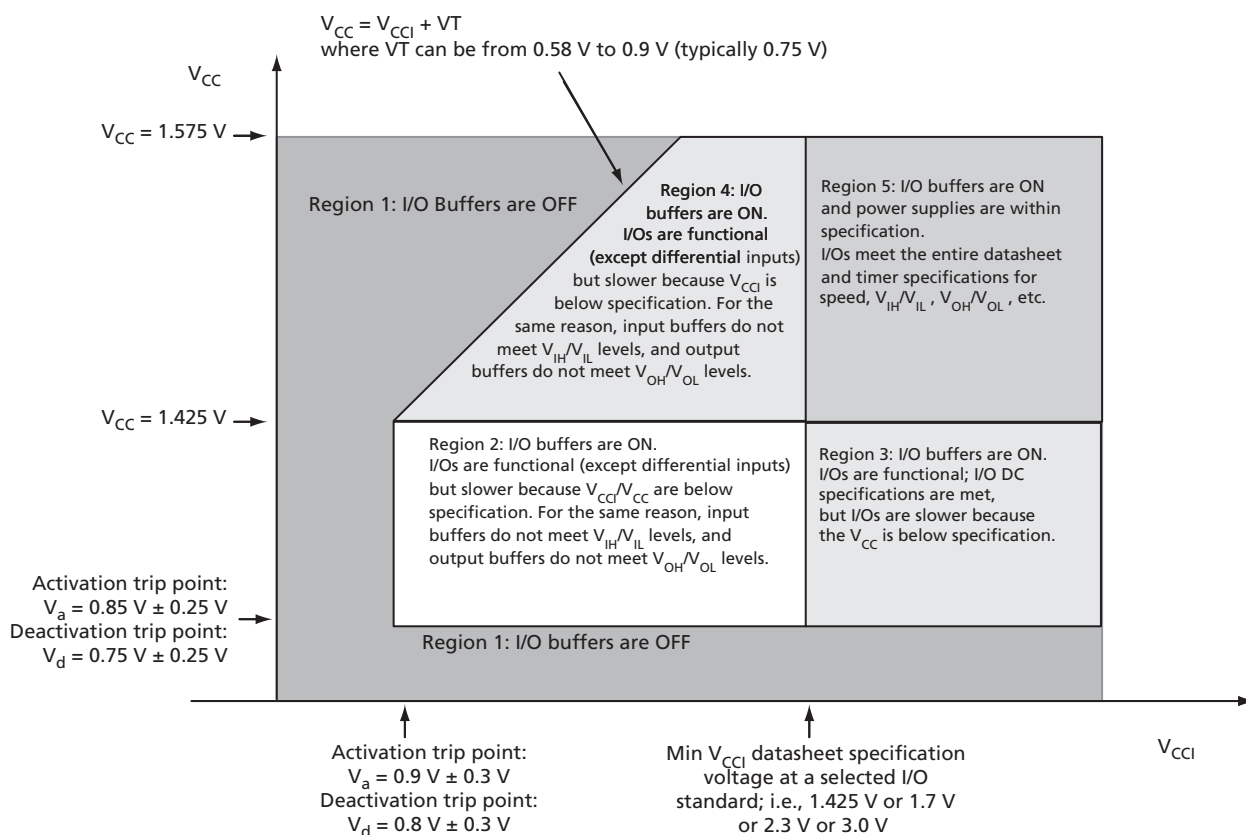 V_CC = V_CCI + VT
where VT can be from 0.58 V to 0.9 V (typically 0.75 V)
V_CC
V_CC = 1.575 V
Region 1: I/O Buffers are OFF
Region 4: I/O
buffers are ON.
I/Os are functional
(except differential inputs)
but slower because V_CCI is
below specification. For the
same reason, input buffers do not
meet V_IH/V_IL levels, and output
buffers do not meet V_OH/V_OL levels.
Region 5: I/O buffers are ON
and power supplies are within
specification.
I/Os meet the entire datasheet
and timer specifications for
speed, V_IH/V_IL , V_OH/V_OL , etc.
V_CC = 1.425 V
Region 2: I/O buffers are ON.
I/Os are functional (except differential inputs)
but slower because V_CCI/V_CC are below
specification. For the same reason, input
buffers do not meet V_IH/V_IL levels, and
output buffers do not meet V_OH/V_OL levels.
Region 3: I/O buffers are ON.
I/Os are functional; I/O DC
specifications are met,
but I/Os are slower because
the V_CC is below specification.
Activation trip point:
V_a = 0.85 V ± 0.25 V
Deactivation trip point:
V_d = 0.75 V ± 0.25 V
Region 1: I/O buffers are OFF
Activation trip point:
V_a = 0.9 V ± 0.3 V
Deactivation trip point:
V_d = 0.8 V ± 0.3 V
Min V_CCI datasheet specification
voltage at a selected I/O
standard; i.e., 1.425 V or 1.7 V
or 2.3 V or 3.0 V
V_CCI